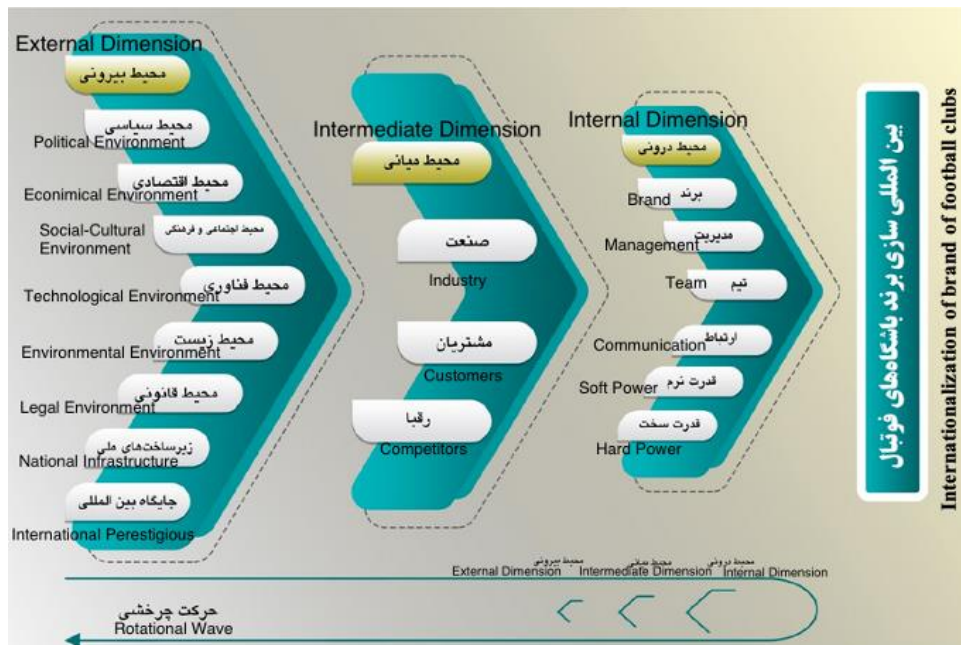 External Dimension
محیط بیرونی
محیط سیاسی
Political Environment
محیط اقتصادی
Econimical Environment
محیط اجتماعی و فرهنگی
Social-Cultural
Environment
محیط فناوری
Technological Environment
محیط زیست
Environmental Environment
محیط قانونی
Legal Environment
زیرساخت‌های ملی
National Infrastructure
جایگاه بین المللی
International Perestigious
Intermediate Dimension
محیط میانی
صنعت
Industry
مشتریان
Customers
رقبا
Competitors
Internal Dimension
محیط درونی
برند
Brand
مدیریت
Management
تیم
Team
ارتباط
Communication
قدرت نرم
Soft Power
قدرت سخت
Hard Power
بین المللی سازی برند باشگاه‌های فوتبال
Internationalization of brand of football clubs
محیط بیرونی
External Dimension
محیط میانی
Intermediate Dimension
محیط درونی
Internal Dimension
حرکت چرخشی
Rotational Wave